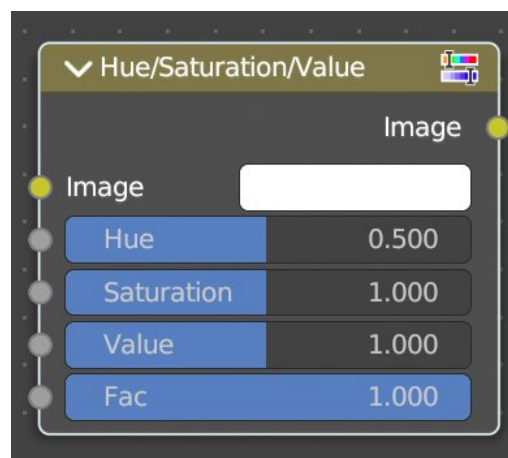 Hue/Saturation/Value
Image
Image
Hue 0.500
Saturation 1.000
Value 1.000
Fac 1.000